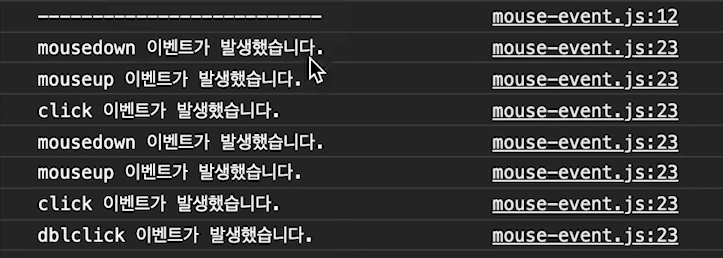 -------------------------- mouse-event.js:12
mousedown 이벤트가 발생했습니다. mouse-event.js:23
mouseup 이벤트가 발생했습니다. mouse-event.js:23
click 이벤트가 발생했습니다. mouse-event.js:23
mousedown 이벤트가 발생했습니다. mouse-event.js:23
mouseup 이벤트가 발생했습니다. mouse-event.js:23
click 이벤트가 발생했습니다. mouse-event.js:23
dblclick 이벤트가 발생했습니다. mouse-event.js:23